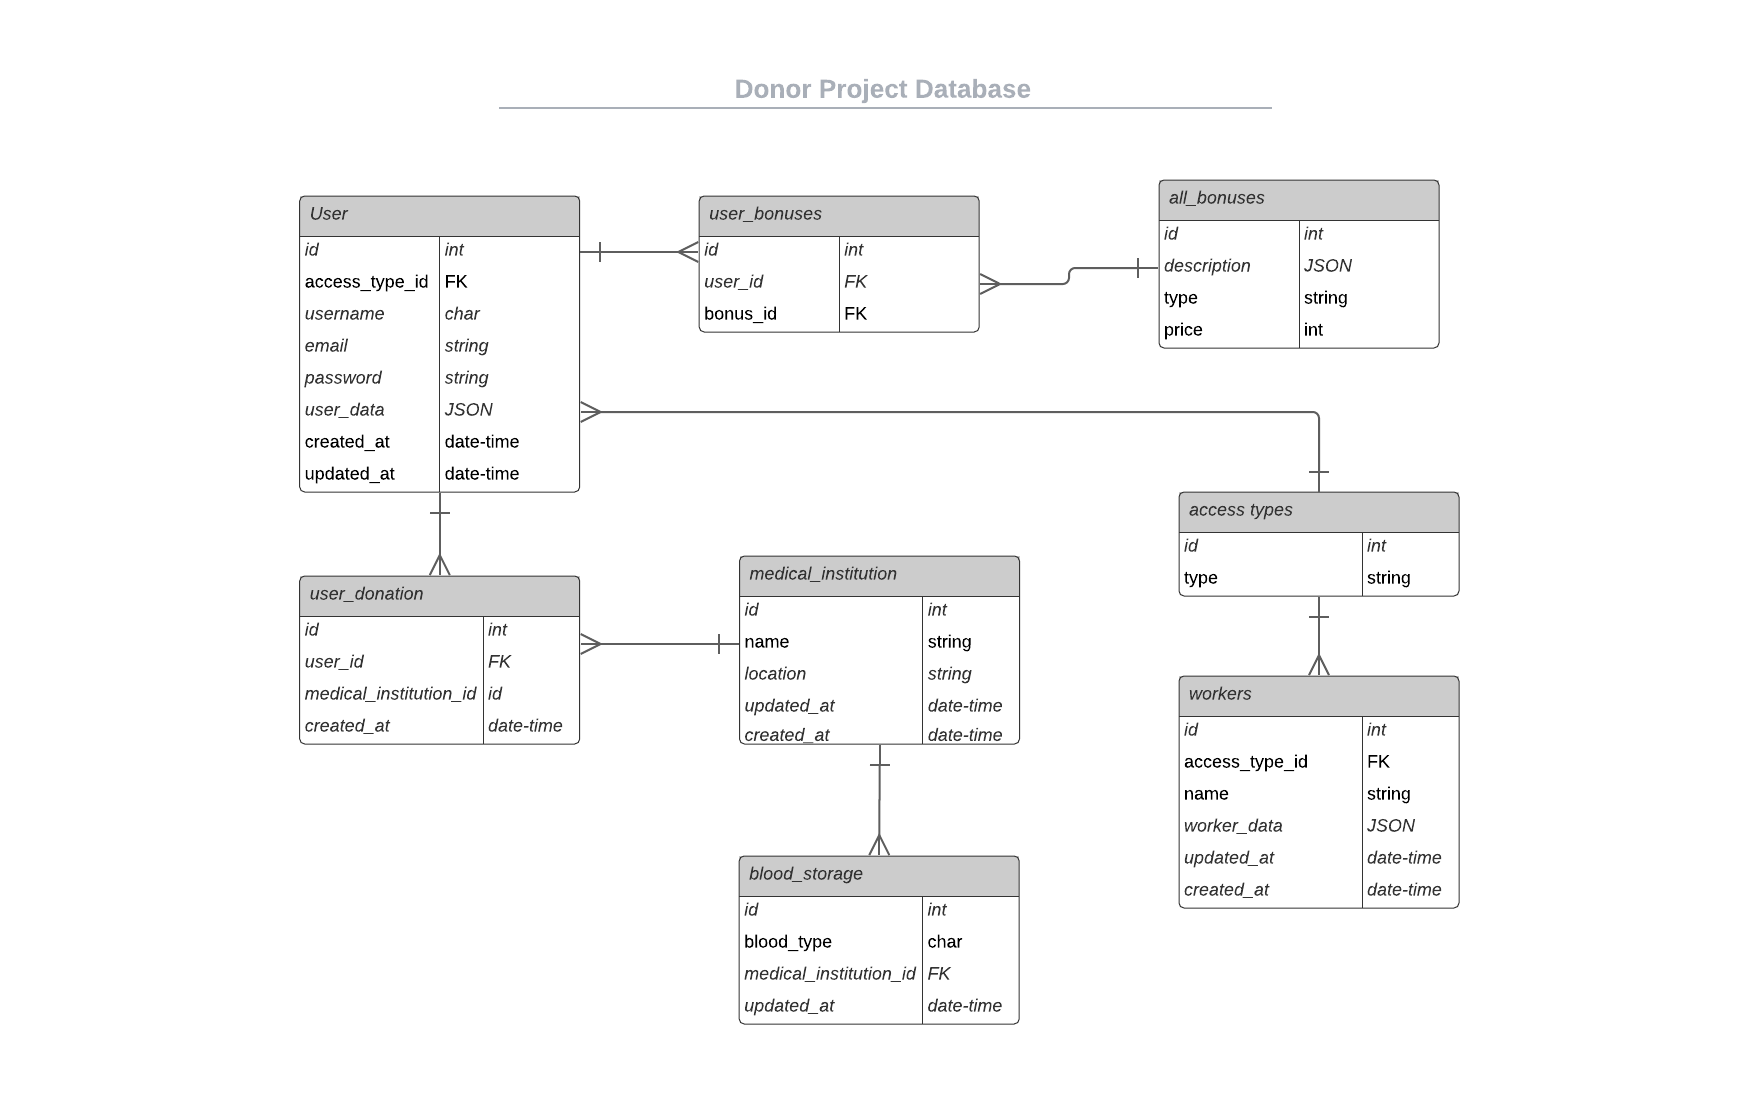 Donor Project Database
User
id int
access_type_id FK
username char
email string
password string
user_data JSON
created_at date-time
updated_at date-time
user_bonuses
id int
user_id FK
bonus_id FK
all_bonuses
id int
description JSON
type string
price int
access types
id int
type string
user_donation
id int
user_id FK
medical_institution_id id
created_at date-time
medical_institution
id int
name string
location string
updated_at date-time
created_at date-time
workers
id int
access_type_id FK
name string
worker_data JSON
updated_at date-time
created_at date-time
blood_storage
id int
blood_type char
medical_institution_id FK
updated_at date-time